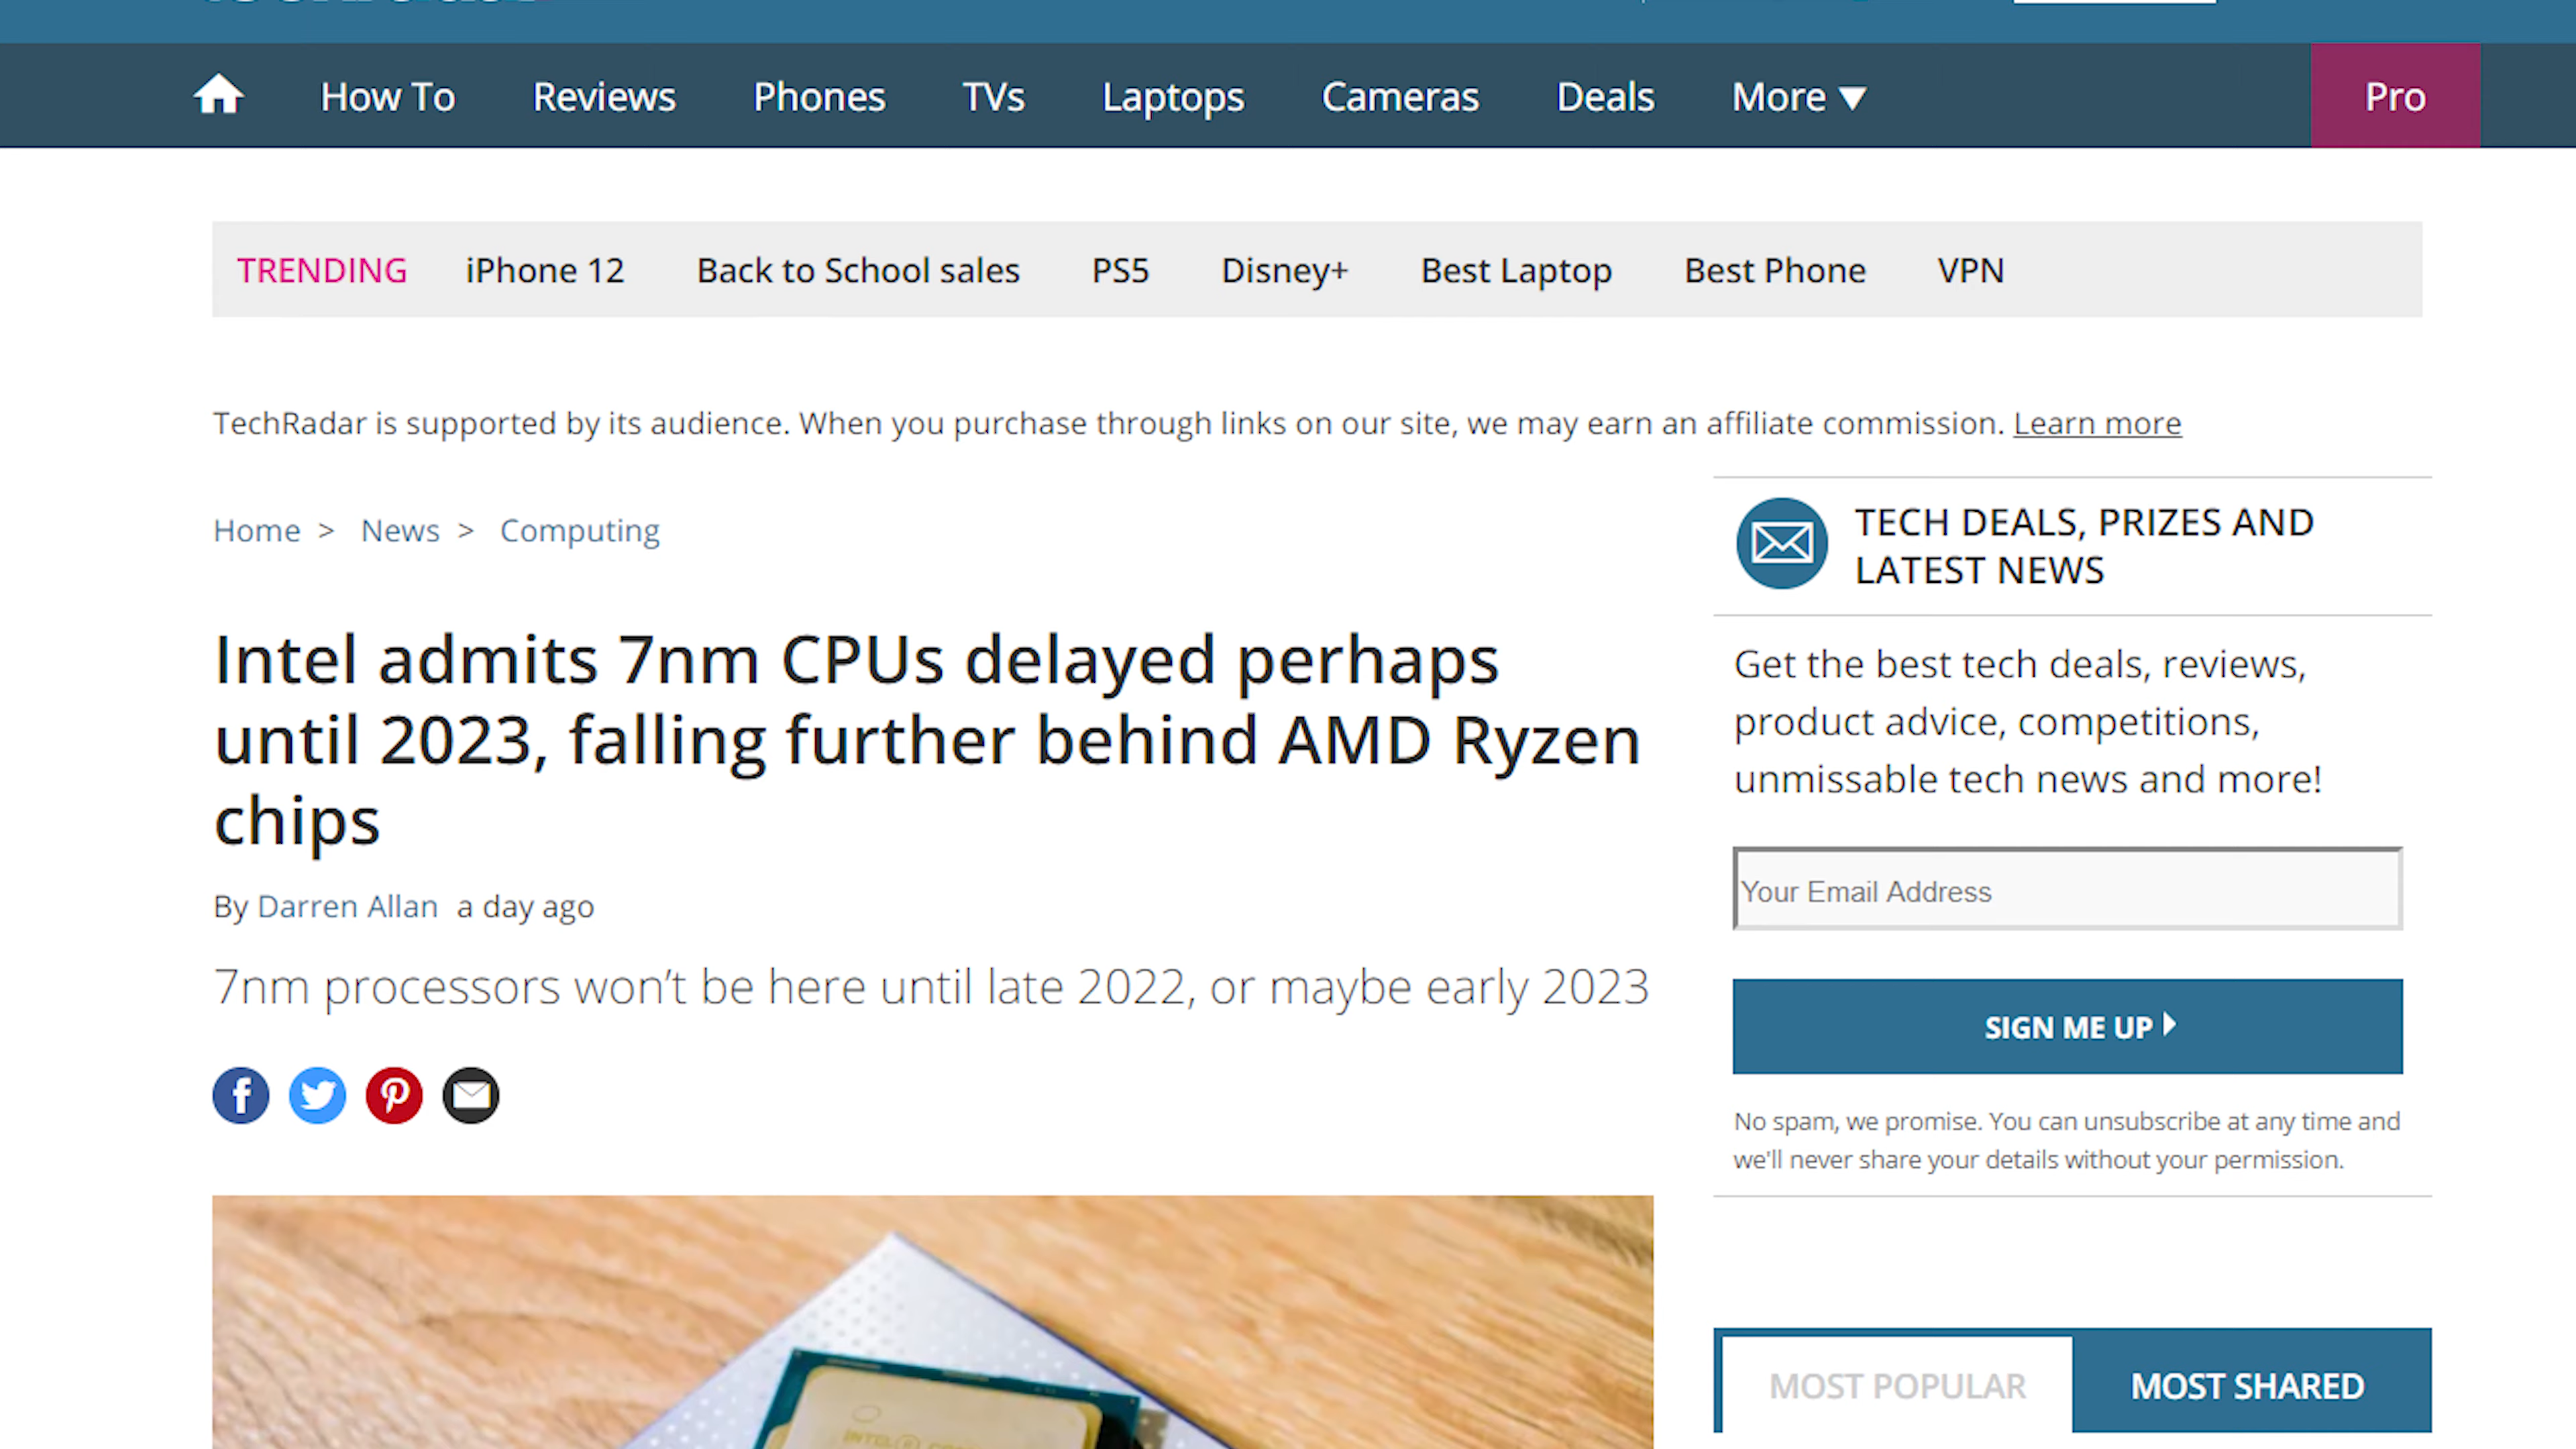 How To Reviews Phones TVs Laptops Cameras Deals More Pro
TRENDING iPhone 12 Back to School sales PS5 Disney+ Best Laptop Best Phone VPN
TechRadar is supported by its audience. When you purchase through links on our site, we may earn an affiliate commission. Learn more
Home > News > Computing
Intel admits 7nm CPUs delayed perhaps
until 2023, falling further behind AMD Ryzen
chips
By Darren Allan a day ago
7nm processors won’t be here until late 2022, or maybe early 2023
TECH DEALS, PRIZES AND
LATEST NEWS
Get the best tech deals, reviews,
product advice, competitions,
unmissable tech news and more!
Your Email Address
SIGN ME UP
No spam, we promise. You can unsubscribe at any time and
we'll never share your details without your permission.
MOST POPULAR MOST SHARED
INTEL®